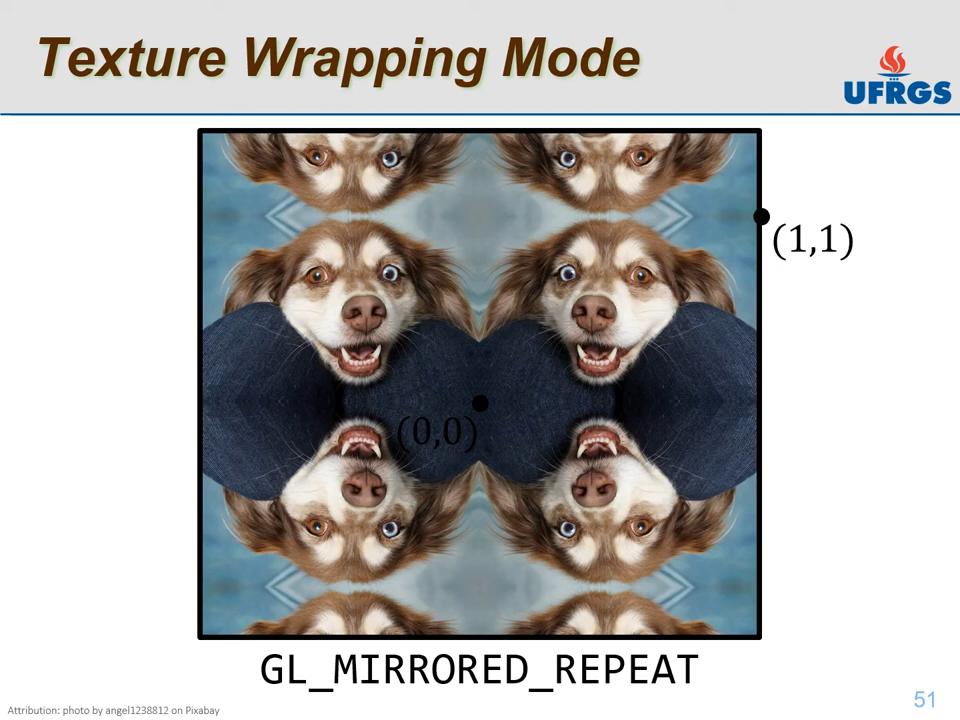 Texture Wrapping Mode
UFRGS
(1,1)
(0,0)
GL_MIRRORED_REPEAT
Attribution: photo by angel1238812 on Pixabay
51